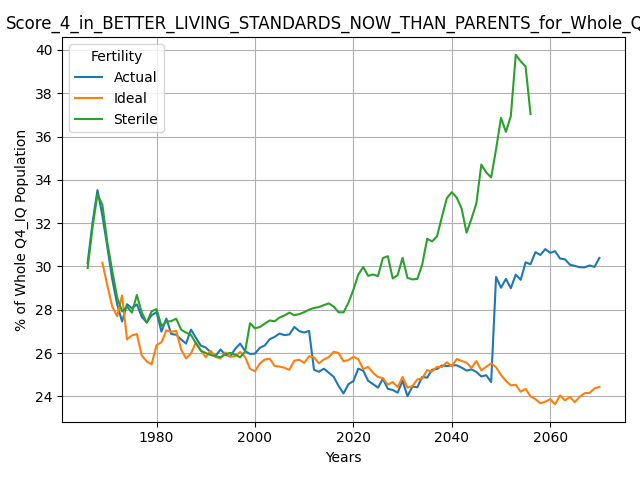 Score_4_in_BETTER_LIVING_STANDARDS_NOW_THAN_PARENTS_for_Whole_Q
Fertility
Actual
Ideal
Sterile
% of Whole Q4_IQ Population
40
38
36
34
32
30
28
26
24
1980
2000
2020
2040
2060
Years